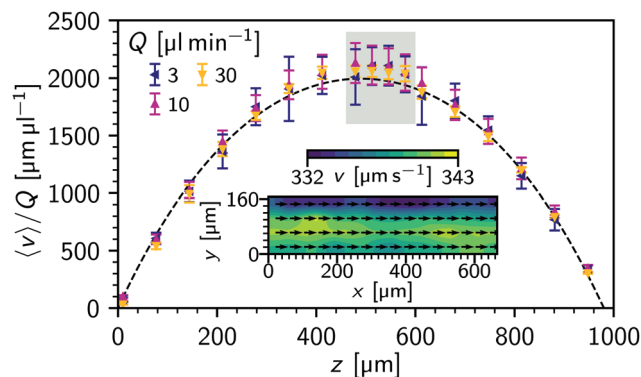 Q [µl min⁻¹]
3 30
10
⟨v⟩/Q [µm µl⁻¹]
2500
2000
1500
1000
500
0
332 v [µm s⁻¹] 343
y [µm]
160
0
0 200 400 600
x [µm]
0 200 400 600 800 1000
z [µm]